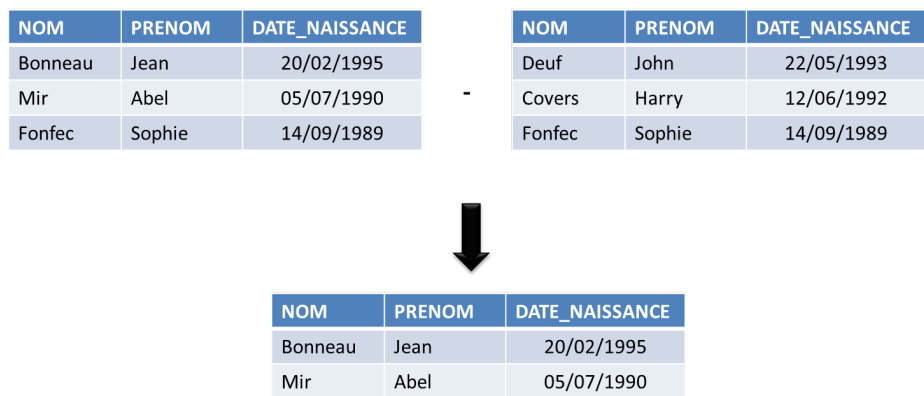 NOM PRENOM DATE_NAISSANCE
Bonneau Jean 20/02/1995
Mir Abel 05/07/1990
Fonfec Sophie 14/09/1989
-
NOM PRENOM DATE_NAISSANCE
Deuf John 22/05/1993
Covers Harry 12/06/1992
Fonfec Sophie 14/09/1989
NOM PRENOM DATE_NAISSANCE
Bonneau Jean 20/02/1995
Mir Abel 05/07/1990